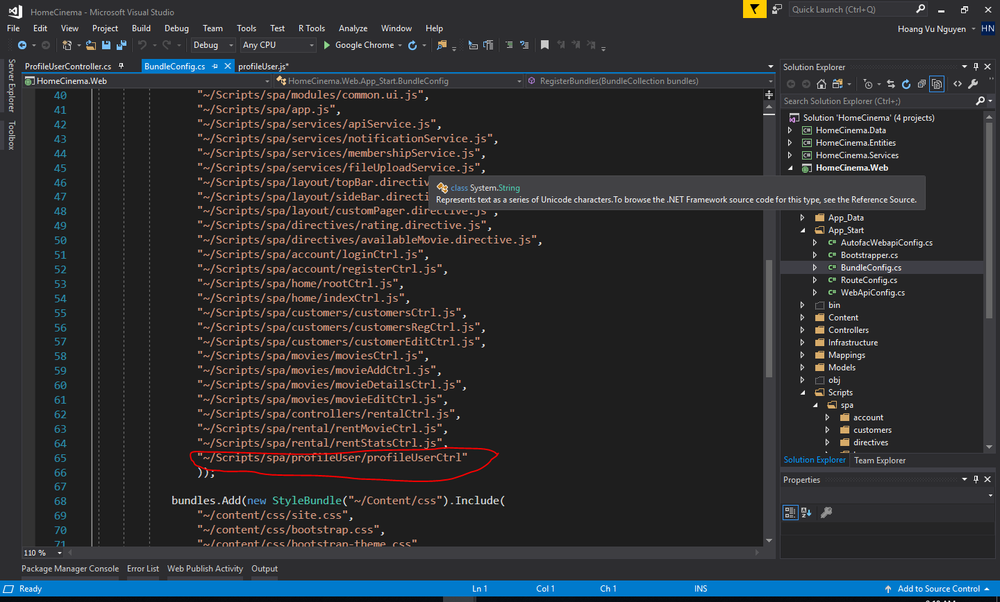 HomeCinema - Microsoft Visual Studio
Quick Launch (Ctrl+Q)
File Edit View Project Build Debug Team Tools Test R Tools Analyze Window Help
Hoang Vu Nguyen HN
Debug Any CPU Google Chrome
Server Explorer
Toolbox
ProfileUserController.cs BundleConfig.cs profileUser.js*
HomeCinema.Web HomeCinema.Web.App_Start.BundleConfig RegisterBundles(BundleCollection bundles)
40 "~/Scripts/spa/modules/common.ui.js",
41 "~/Scripts/spa/app.js",
42 "~/Scripts/spa/services/apiService.js",
43 "~/Scripts/spa/services/notificationService.js",
44 "~/Scripts/spa/services/membershipService.js",
45 "~/Scripts/spa/services/fileUploadService.js",
46 "~/Scripts/spa/layout/topBar.directiv
47 "~/Scripts/spa/layout/sideBar.directi
48 "~/Scripts/spa/layout/customPager.directive.js",
class System.String
Represents text as a series of Unicode characters.To browse the .NET Framework source code for this type, see the Reference Source.
49 "~/Scripts/spa/directives/rating.directive.js",
50 "~/Scripts/spa/directives/availableMovie.directive.js",
51 "~/Scripts/spa/account/loginCtrl.js",
52 "~/Scripts/spa/account/registerCtrl.js",
53 "~/Scripts/spa/home/rootCtrl.js",
54 "~/Scripts/spa/home/indexCtrl.js",
55 "~/Scripts/spa/customers/customersCtrl.js",
56 "~/Scripts/spa/customers/customersRegCtrl.js",
57 "~/Scripts/spa/customers/customerEditCtrl.js",
58 "~/Scripts/spa/movies/moviesCtrl.js",
59 "~/Scripts/spa/movies/movieAddCtrl.js",
60 "~/Scripts/spa/movies/movieDetailsCtrl.js",
61 "~/Scripts/spa/movies/movieEditCtrl.js",
62 "~/Scripts/spa/controllers/rentalCtrl.js",
63 "~/Scripts/spa/rental/rentMovieCtrl.js",
64 "~/Scripts/spa/rental/rentStatsCtrl.js",
65 "~/Scripts/spa/profileUser/profileUserCtrl"
66 ));
67
68 bundles.Add(new StyleBundle("~/Content/css").Include(
69 "~/content/css/site.css",
70 "~/content/css/bootstrap.css",
71 "~/content/css/bootstrap-theme.css"
110 %
Solution Explorer
Search Solution Explorer (Ctrl+;)
Solution 'HomeCinema' (4 projects)
HomeCinema.Data
HomeCinema.Entities
HomeCinema.Services
HomeCinema.Web
App_Data
App_Start
AutofacWebapiConfig.cs
Bootstrapper.cs
BundleConfig.cs
RouteConfig.cs
WebApiConfig.cs
bin
Content
Controllers
Infrastructure
Mappings
Models
obj
Scripts
spa
account
customers
directives
Solution Explorer Team Explorer
Properties
Package Manager Console Error List Web Publish Activity Output
Ready Ln 1 Col 1 Ch 1 INS Add to Source Control